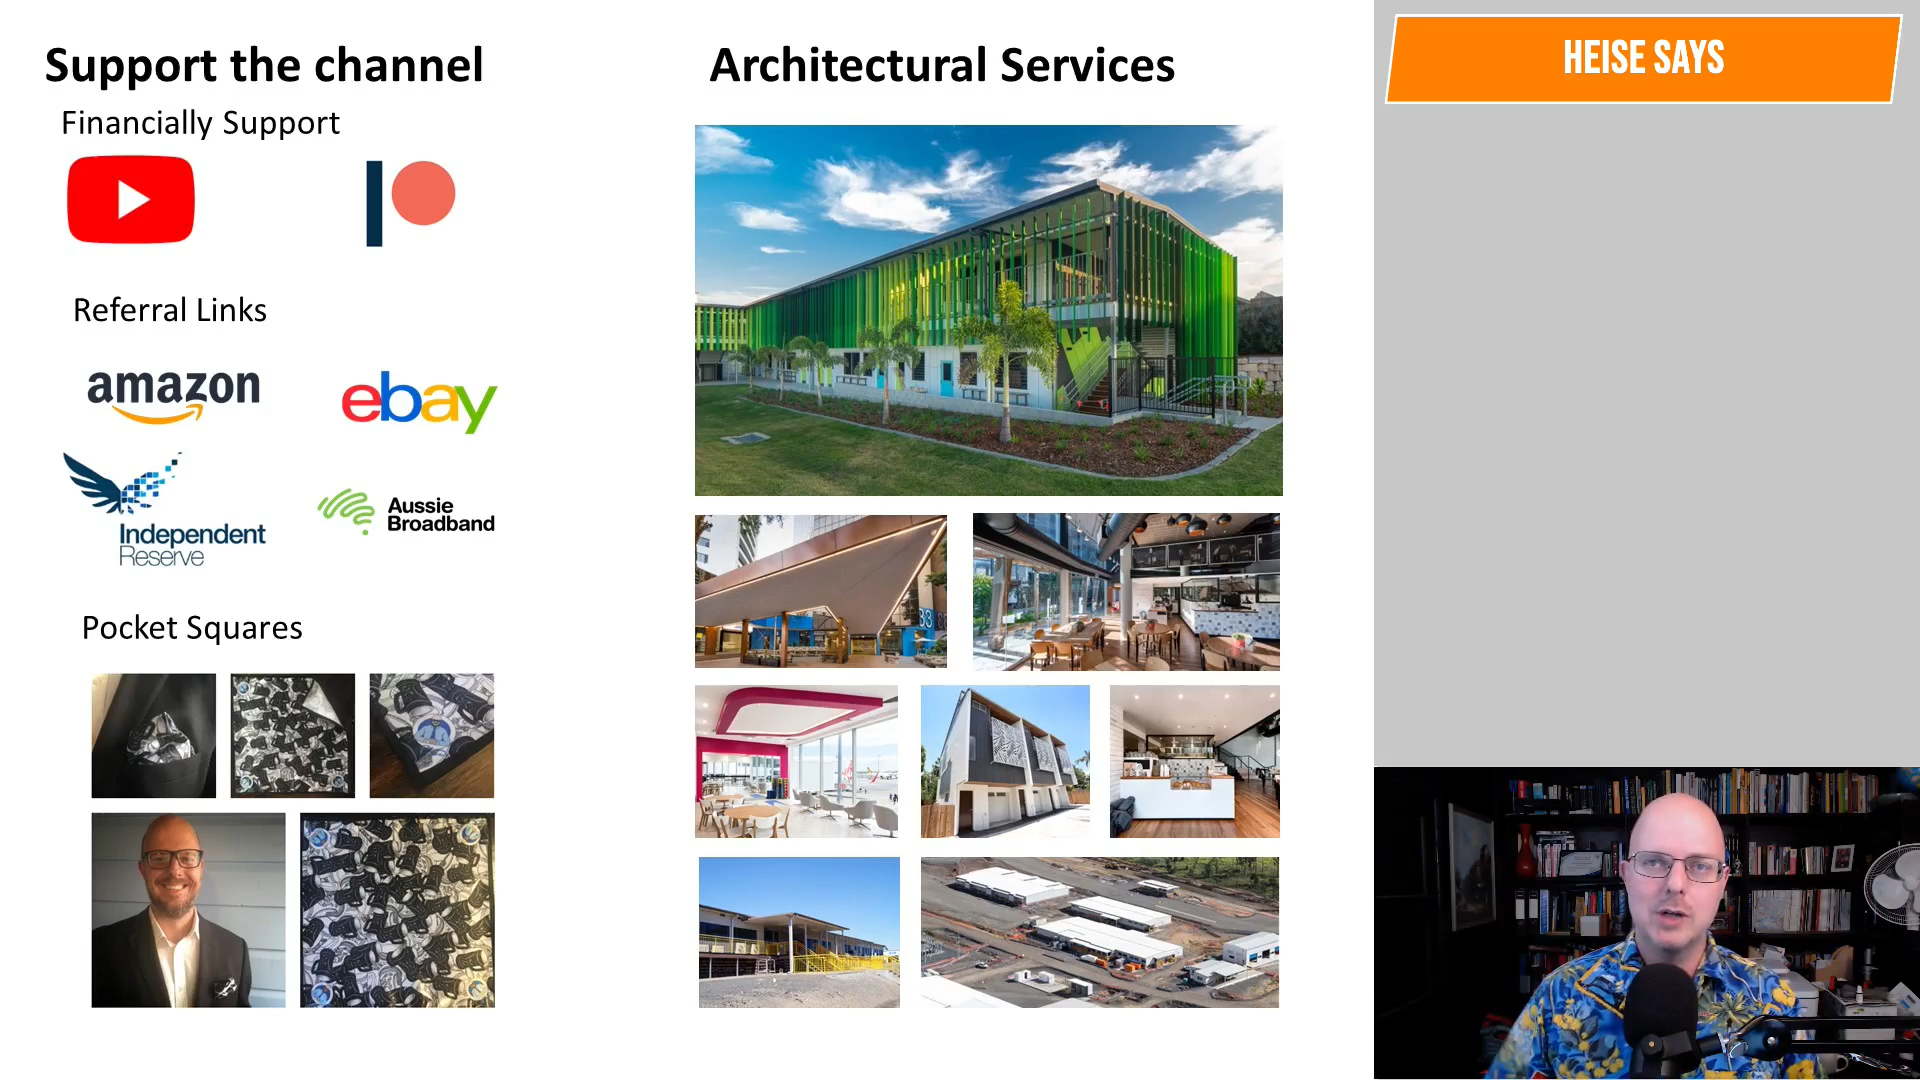 Support the channel
Financially Support
Referral Links
amazon
ebay
Independent
Reserve
Aussie
Broadband
Pocket Squares
Architectural Services
33
HEISE SAYS